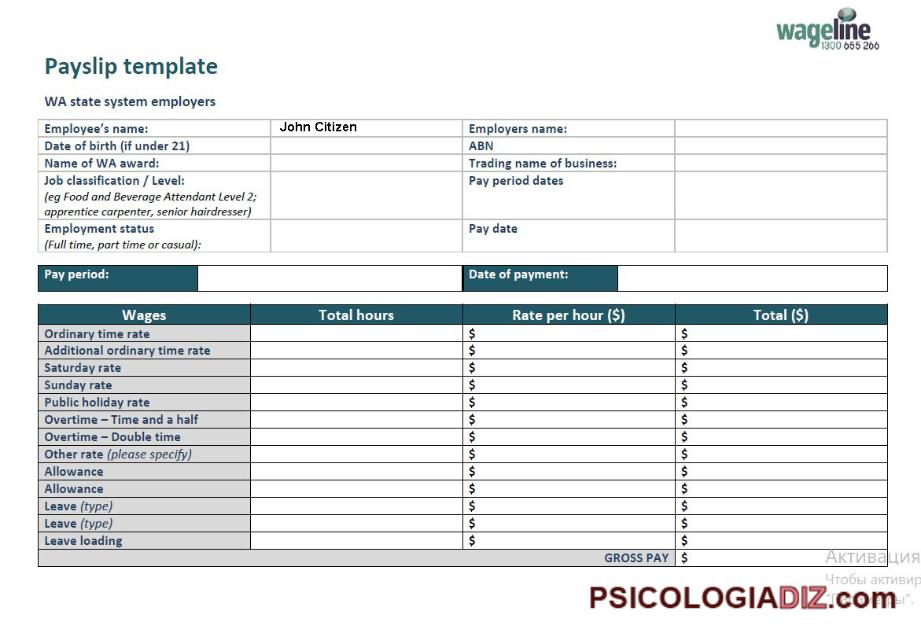 wageline
1300 655 266
Payslip template
WA state system employers
Employee's name: John Citizen Employers name:
Date of birth (if under 21) ABN
Name of WA award: Trading name of business:
Job classification / Level: Pay period dates
(eg Food and Beverage Attendant Level 2;
apprentice carpenter, senior hairdresser)
Employment status Pay date
(Full time, part time or casual):
Pay period: Date of payment:
Wages Total hours Rate per hour ($) Total ($)
Ordinary time rate $ $
Additional ordinary time rate $ $
Saturday rate $ $
Sunday rate $ $
Public holiday rate $ $
Overtime – Time and a half $ $
Overtime – Double time $ $
Other rate (please specify) $ $
Allowance $ $
Allowance $ $
Leave (type) $ $
Leave (type) $ $
Leave loading $ $
GROSS PAY $
Активация
Чтобы активир
PSICOLOGIADIZ.com